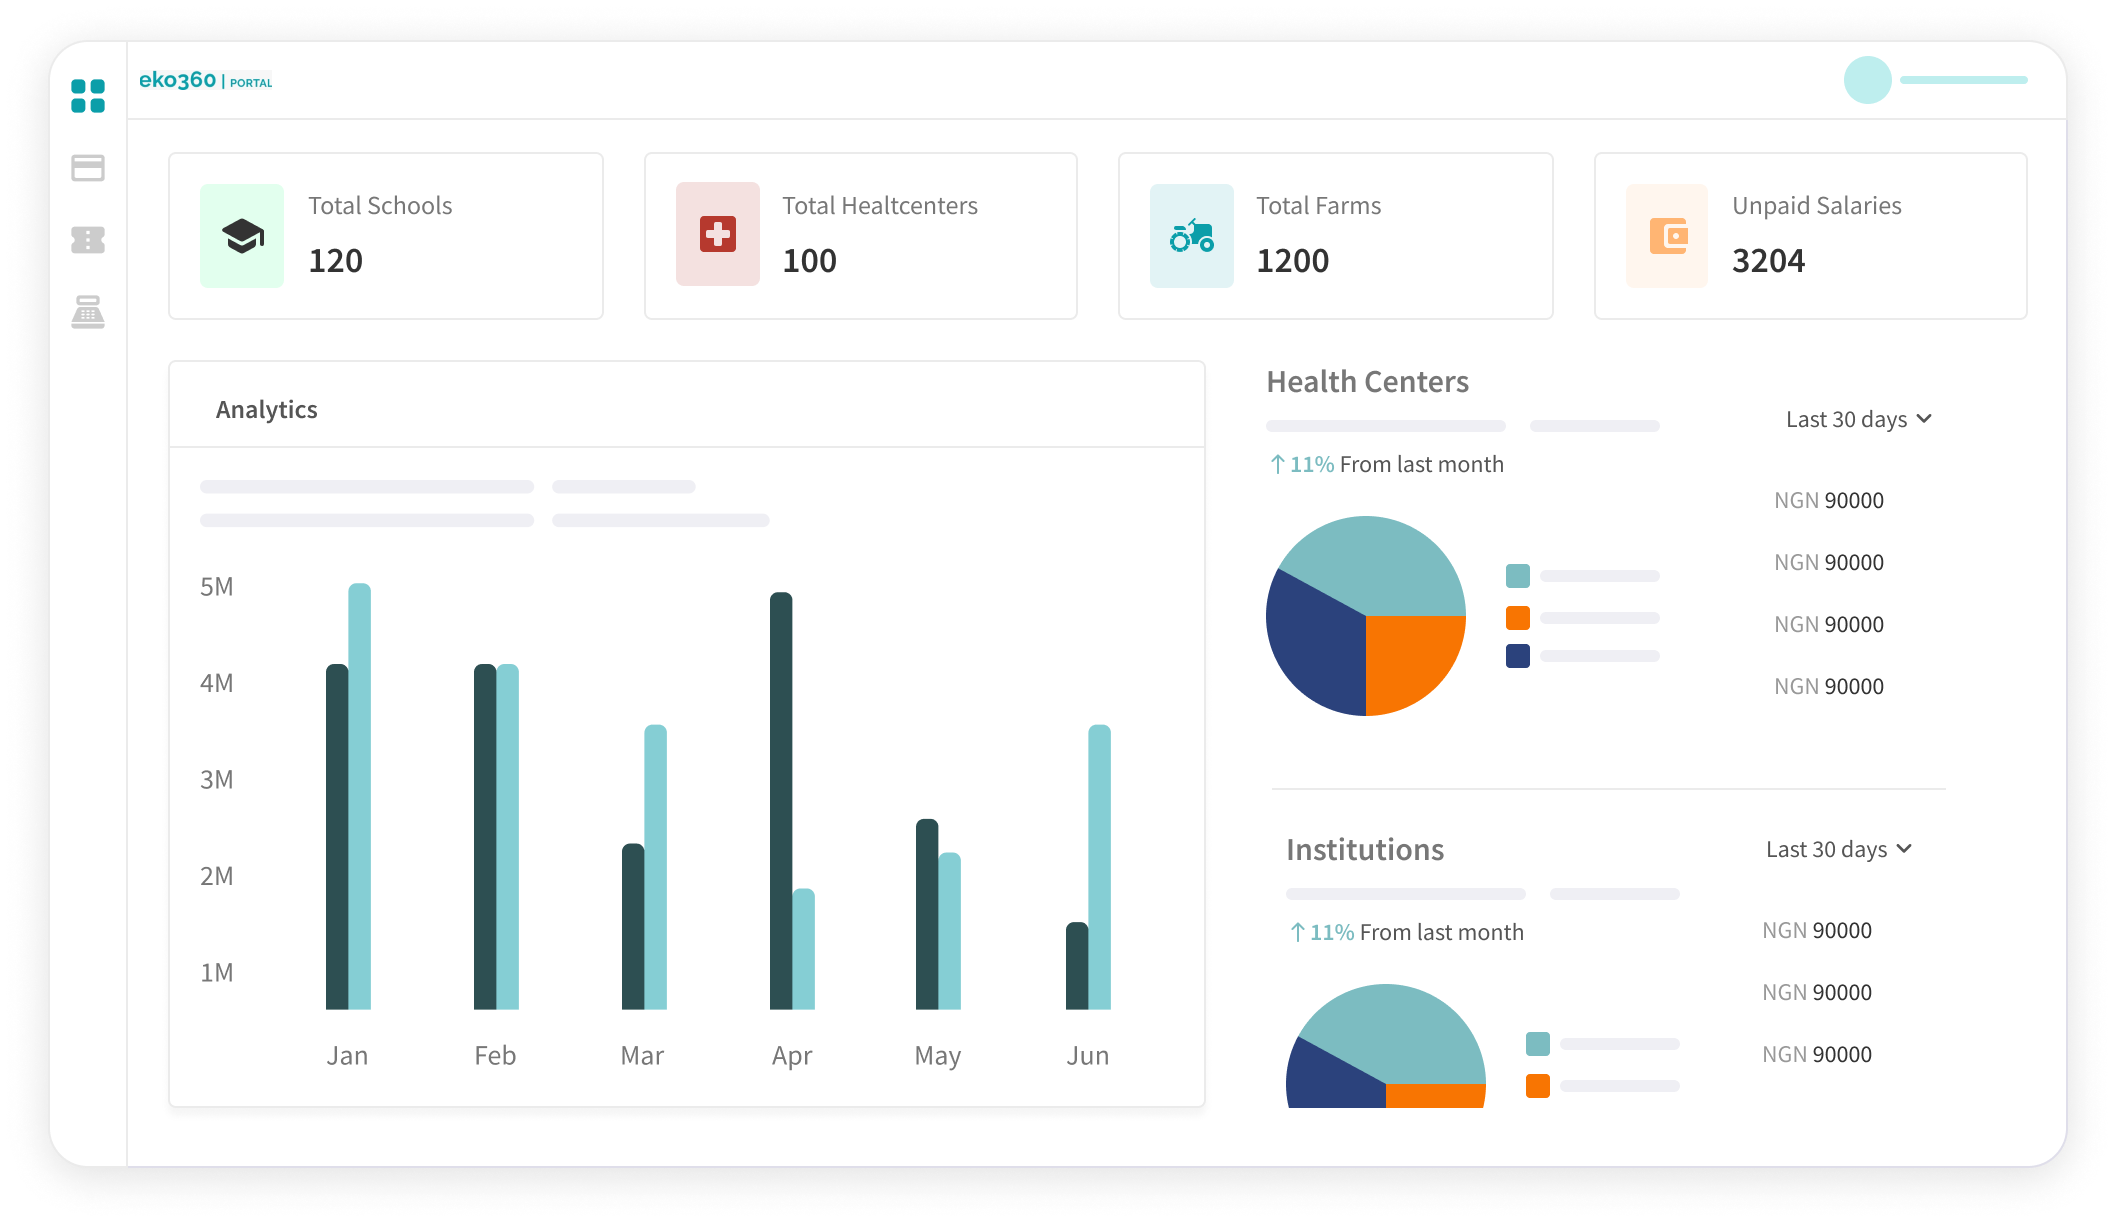 eko360 | PORTAL
Total Schools
120
Total Healtcenters
100
Total Farms
1200
Unpaid Salaries
3204
Analytics
5M
4M
3M
2M
1M
Jan Feb Mar Apr May Jun
Health Centers
Last 30 days
11% From last month
NGN 90000
NGN 90000
NGN 90000
NGN 90000
Institutions
Last 30 days
11% From last month
NGN 90000
NGN 90000
NGN 90000